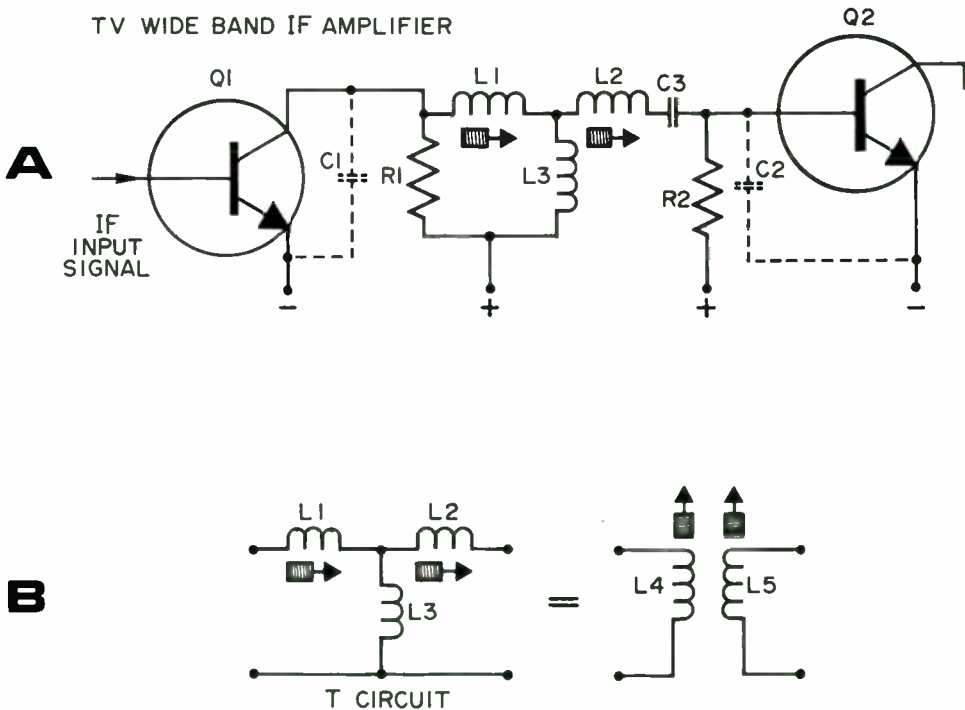 TV WIDE BAND IF AMPLIFIER
Q2
Q1
L1
L2
C3
A
C1
R1
L3
R2
C2
IF
INPUT
SIGNAL
−
+
+
−
L1
L2
B
L3
=
L4
L5
T CIRCUIT